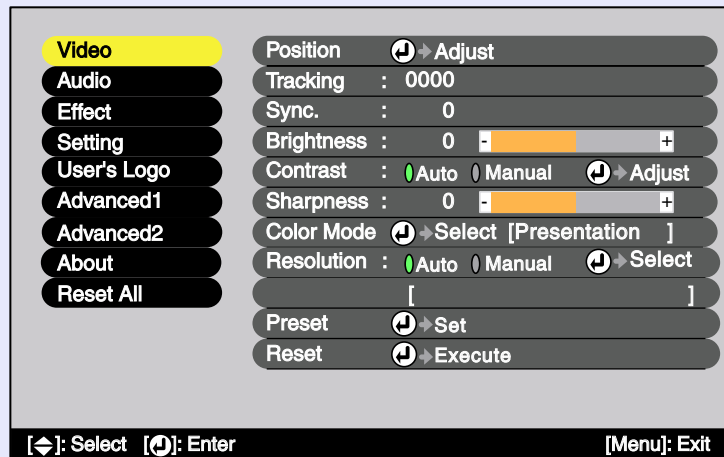 Video
Audio
Effect
Setting
User's Logo
Advanced1
Advanced2
About
Reset All
Position Adjust
Tracking : 0000
Sync. : 0
Brightness : 0 - +
Contrast : Auto Manual Adjust
Sharpness : 0 - +
Color Mode Select [Presentation ]
Resolution : Auto Manual Select
[ ]
Preset Set
Reset Execute
[ ]: Select [ ]: Enter [Menu]: Exit